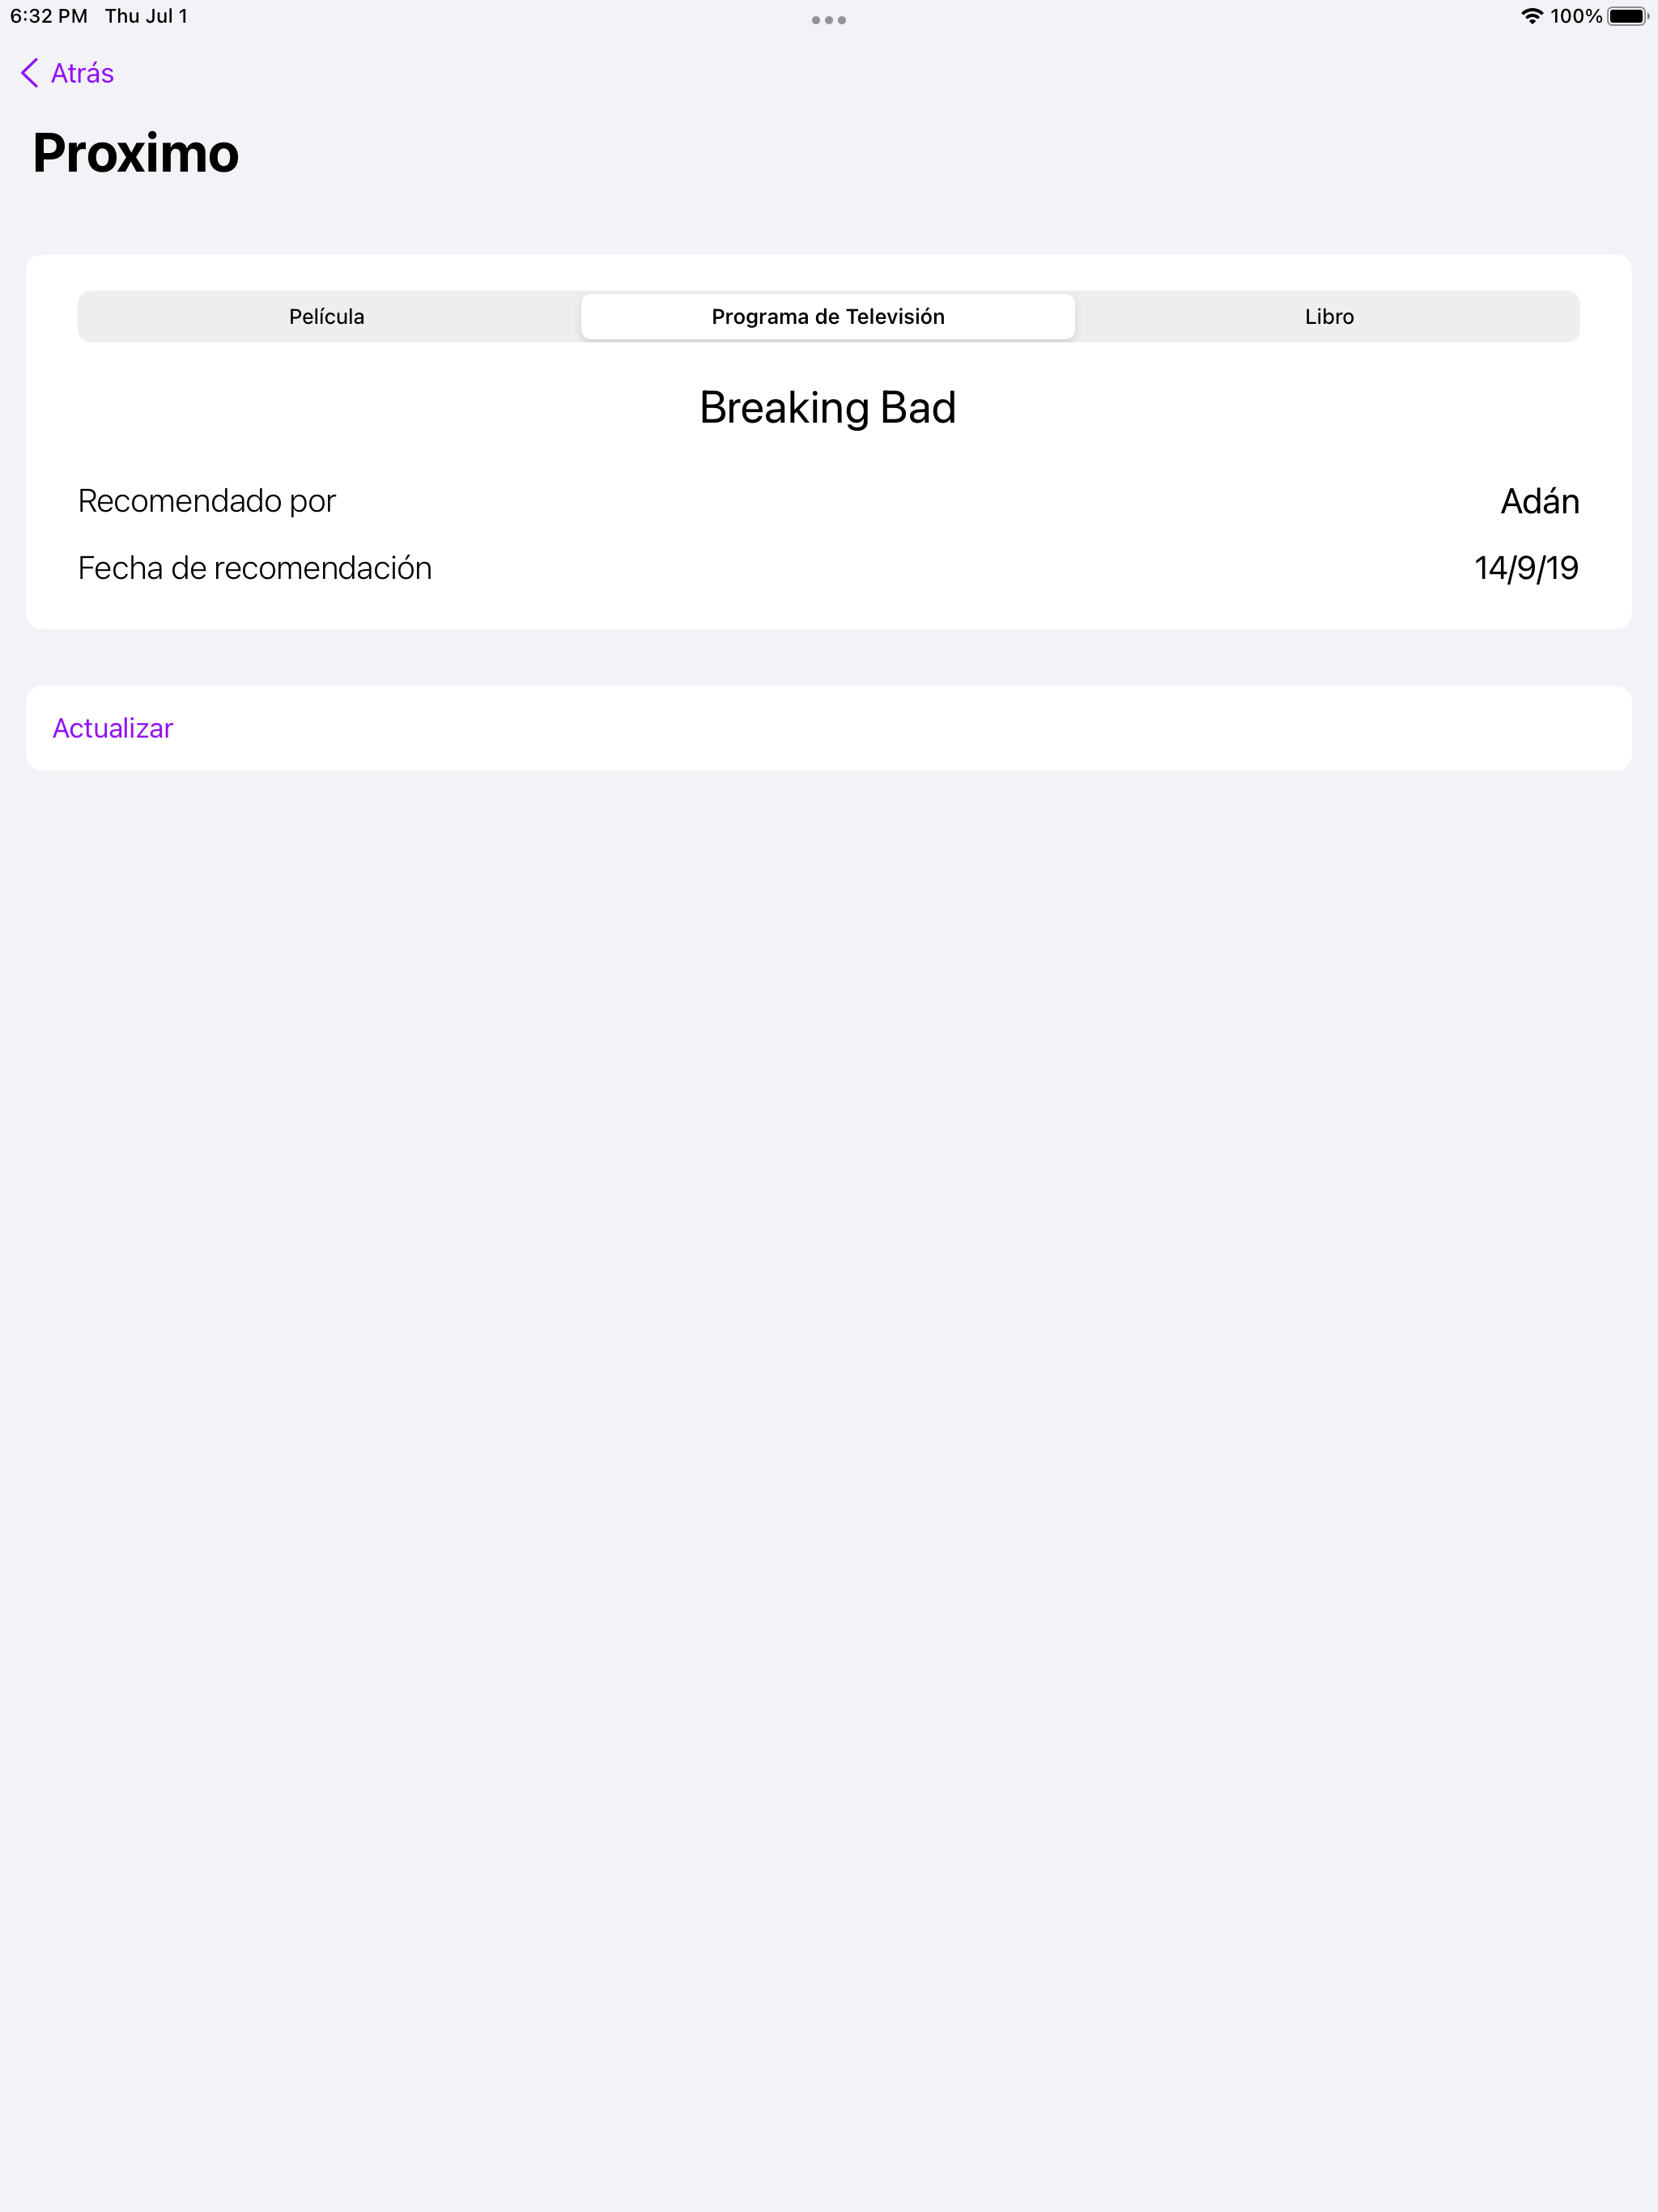 6:32 PM Thu Jul 1 100%
Atrás
Proximo
Película Programa de Televisión Libro
Breaking Bad
Recomendado por Adán
Fecha de recomendación 14/9/19
Actualizar